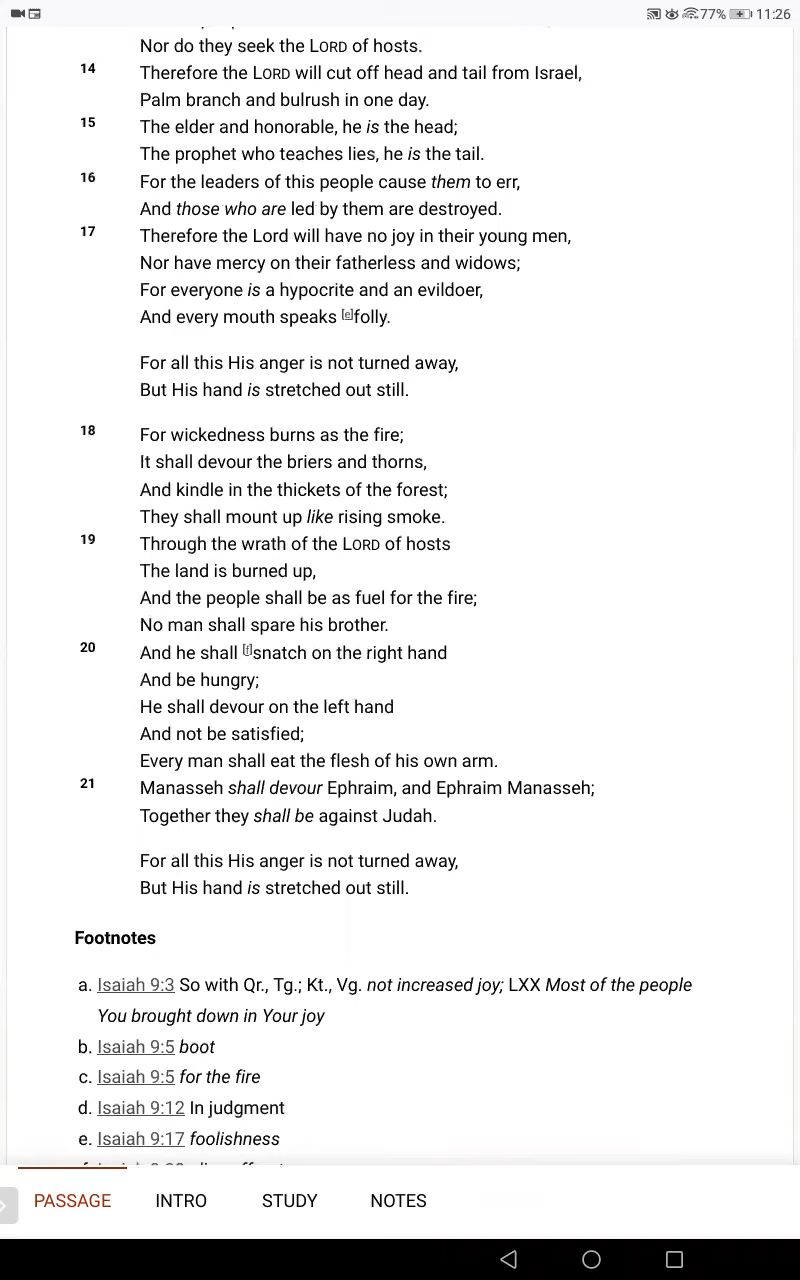 77% 11:26
Nor do they seek the LORD of hosts.
14 Therefore the LORD will cut off head and tail from Israel,
Palm branch and bulrush in one day.
15 The elder and honorable, he is the head;
The prophet who teaches lies, he is the tail.
16 For the leaders of this people cause them to err,
And those who are led by them are destroyed.
17 Therefore the Lord will have no joy in their young men,
Nor have mercy on their fatherless and widows;
For everyone is a hypocrite and an evildoer,
And every mouth speaks [e]folly.
For all this His anger is not turned away,
But His hand is stretched out still.
18 For wickedness burns as the fire;
It shall devour the briers and thorns,
And kindle in the thickets of the forest;
They shall mount up like rising smoke.
19 Through the wrath of the LORD of hosts
The land is burned up,
And the people shall be as fuel for the fire;
No man shall spare his brother.
20 And he shall [f]snatch on the right hand
And be hungry;
He shall devour on the left hand
And not be satisfied;
Every man shall eat the flesh of his own arm.
21 Manasseh shall devour Ephraim, and Ephraim Manasseh;
Together they shall be against Judah.
For all this His anger is not turned away,
But His hand is stretched out still.
Footnotes
a. Isaiah 9:3 So with Qr., Tg.; Kt., Vg. not increased joy; LXX Most of the people
You brought down in Your joy
b. Isaiah 9:5 boot
c. Isaiah 9:5 for the fire
d. Isaiah 9:12 In judgment
e. Isaiah 9:17 foolishness
PASSAGE INTRO STUDY NOTES